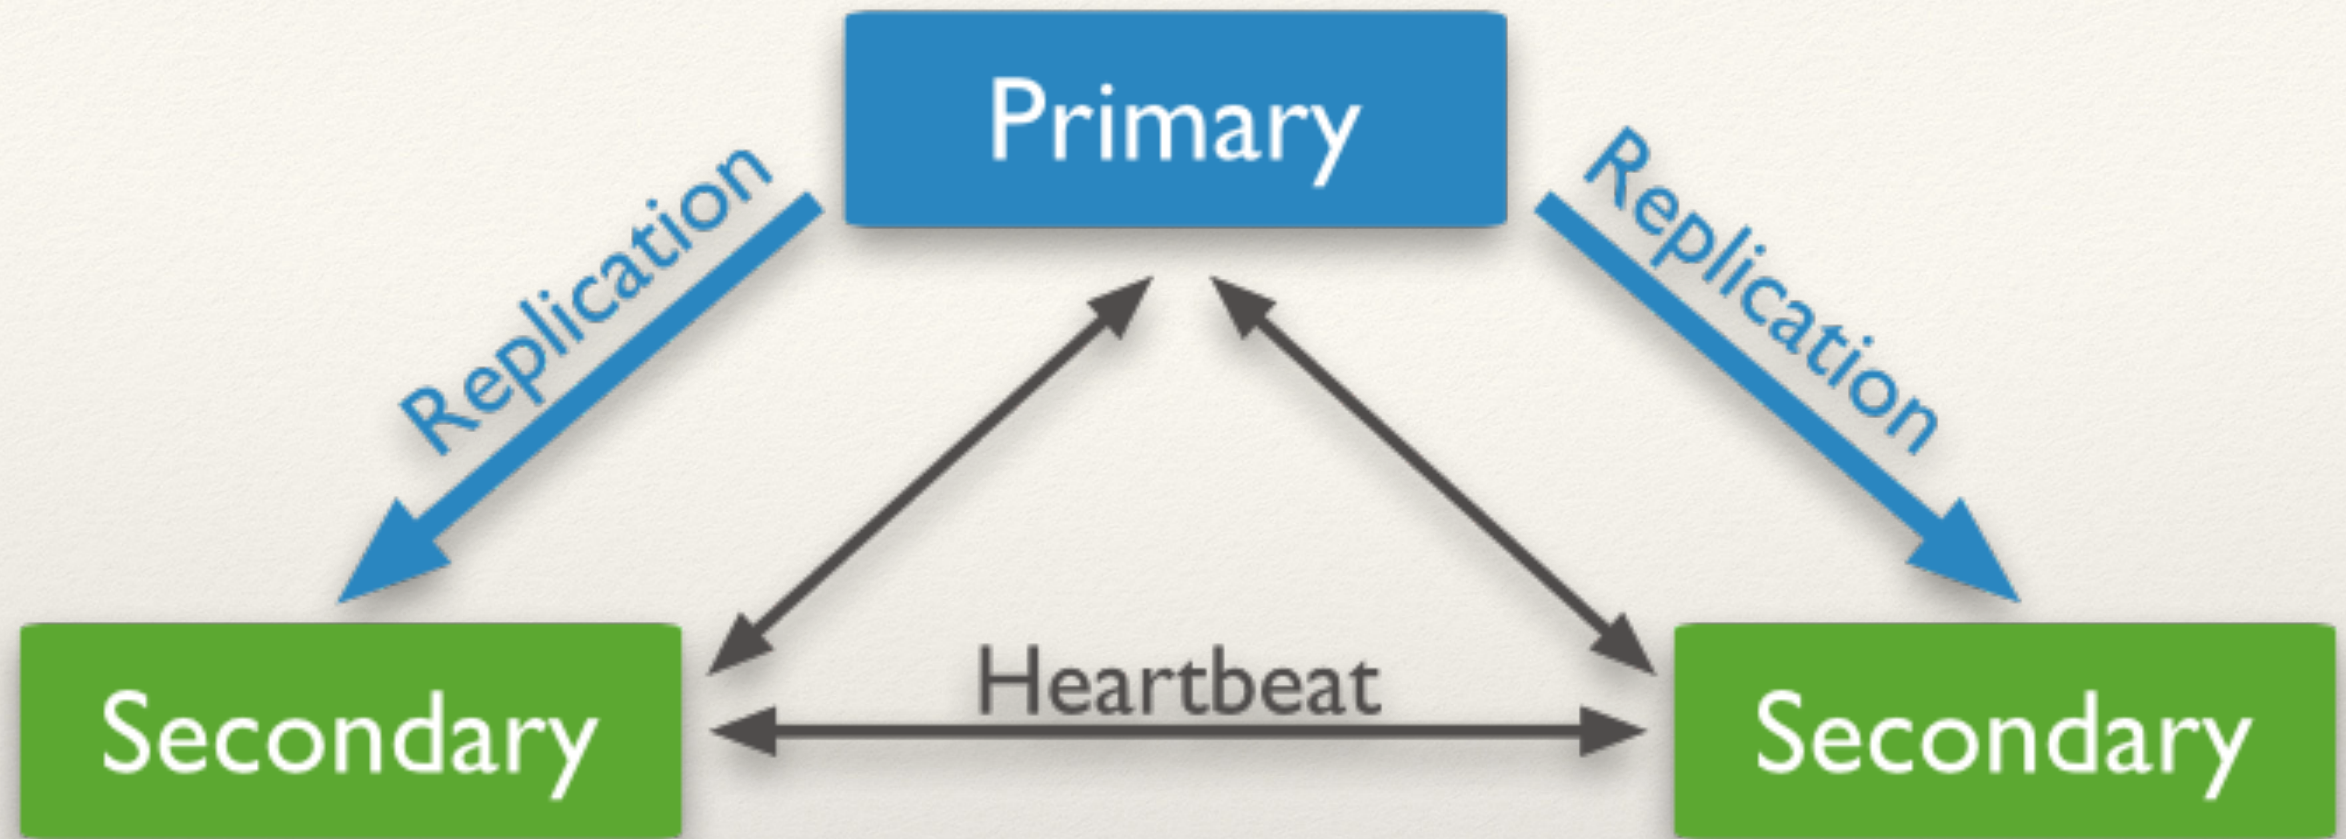 Primary
Replication
Replication
Heartbeat
Secondary
Secondary